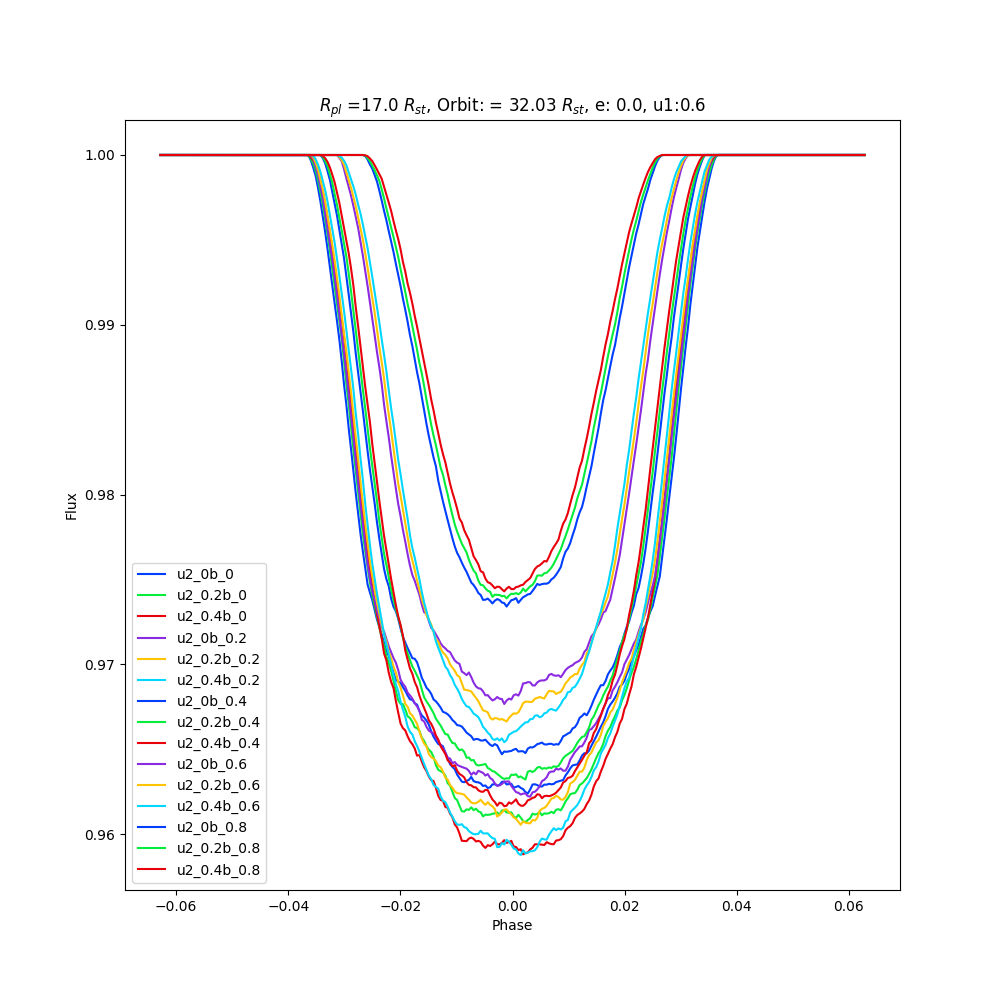 R_pl =17.0 R_st, Orbit: = 32.03 R_st, e: 0.0, u1:0.6
1.00
0.99
0.98
0.97
0.96
Flux
u2_0b_0
u2_0.2b_0
u2_0.4b_0
u2_0b_0.2
u2_0.2b_0.2
u2_0.4b_0.2
u2_0b_0.4
u2_0.2b_0.4
u2_0.4b_0.4
u2_0b_0.6
u2_0.2b_0.6
u2_0.4b_0.6
u2_0b_0.8
u2_0.2b_0.8
u2_0.4b_0.8
−0.06 −0.04 −0.02 0.00 0.02 0.04 0.06
Phase